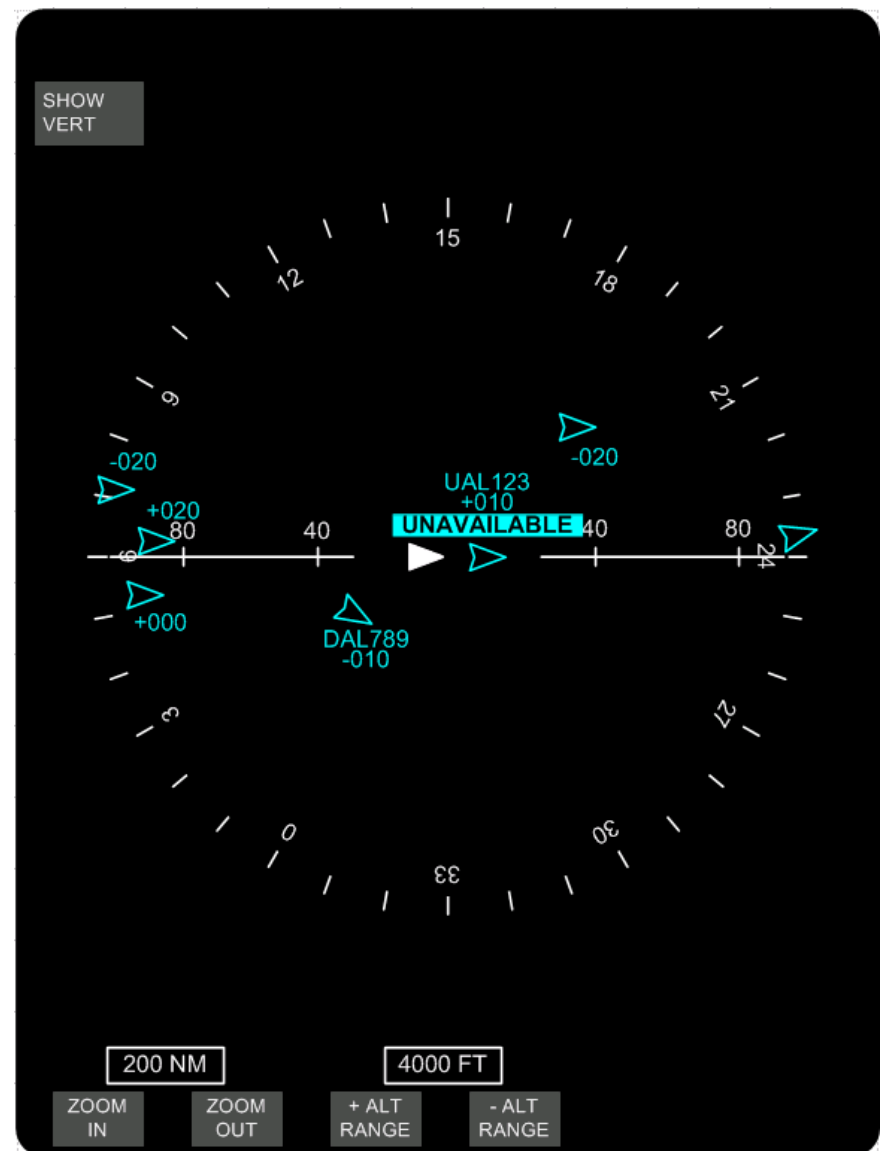 SHOW
VERT
15
12
18
9
21
-020
-020
UAL123
+010
+020
UNAVAILABLE
80
40
40
80
6
24
+000
DAL789
-010
3
27
0
30
33
200 NM
4000 FT
ZOOM
IN
ZOOM
OUT
+ ALT
RANGE
- ALT
RANGE